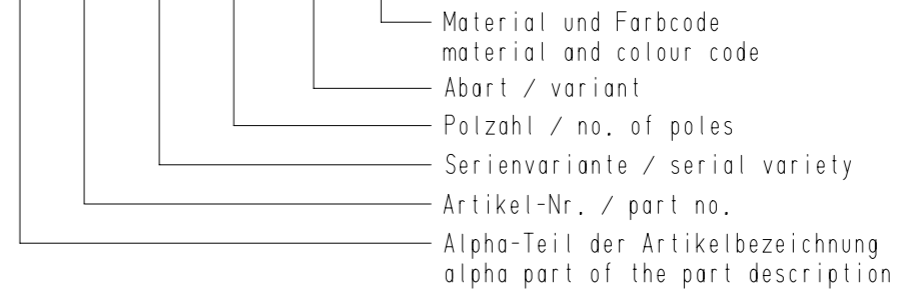 Material und Farbcode
material and colour code
Abart / variant
Polzahl / no. of poles
Serienvariante / serial variety
Artikel-Nr. / part no.
Alpha-Teil der Artikelbezeichnung
alpha part of the part description